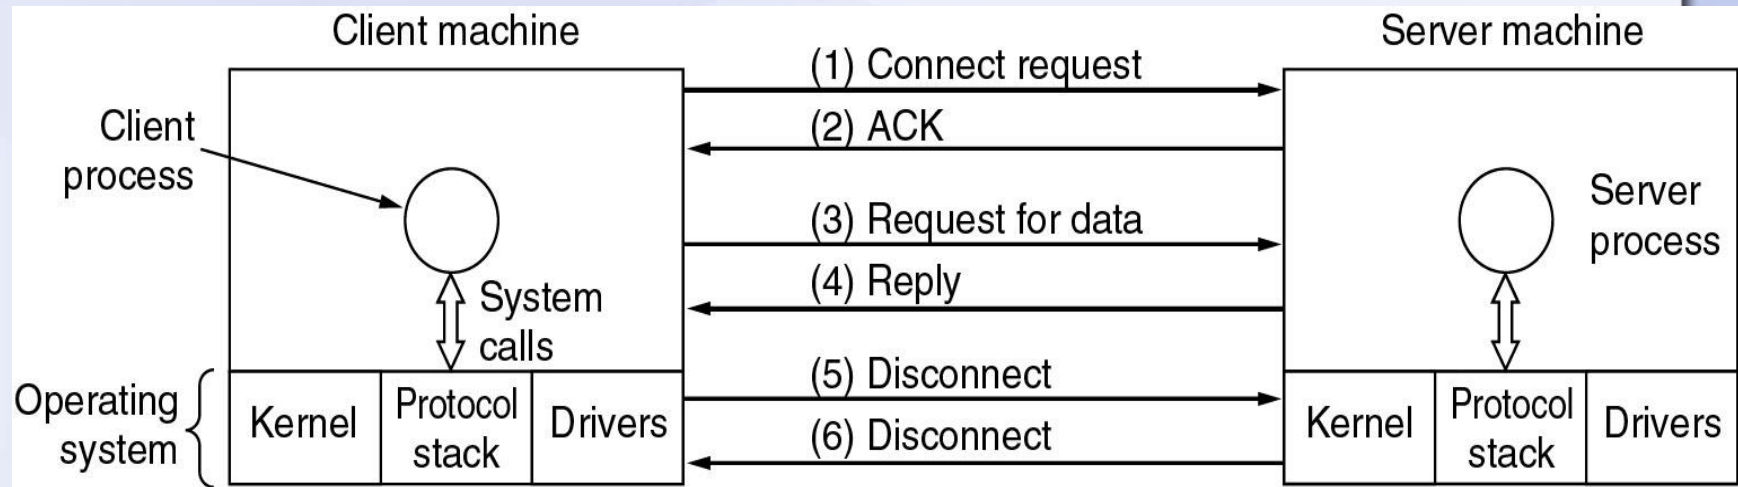 Client machine
Server machine
(1) Connect request
(2) ACK
Client
process
(3) Request for data
Server
process
(4) Reply
System
calls
(5) Disconnect
(6) Disconnect
Operating
system
Kernel
Protocol
stack
Drivers
Kernel
Protocol
stack
Drivers